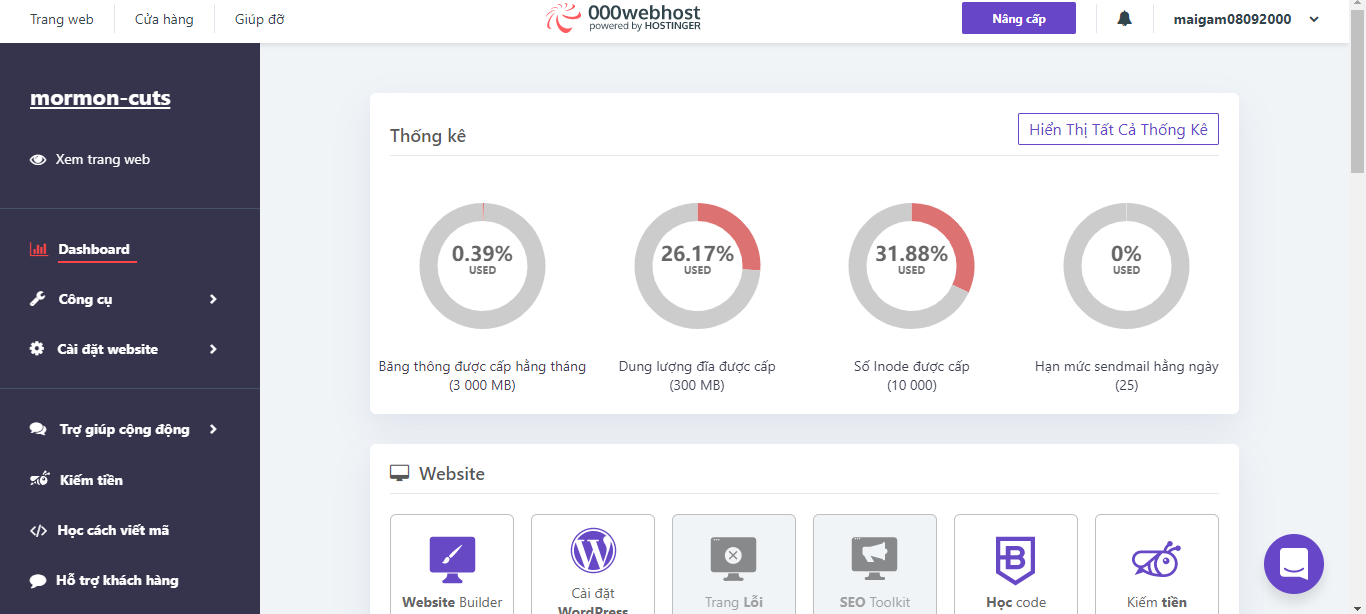 Trang web
Cửa hàng
Giúp đỡ
000webhost
powered by HOSTINGER
Nâng cấp
maigam08092000
mormon-cuts
Xem trang web
Dashboard
Công cụ
Cài đặt website
Trợ giúp cộng động
Kiếm tiền
Học cách viết mã
Hỗ trợ khách hàng
Thống kê
Hiển Thị Tất Cả Thống Kê
0.39%
USED
Băng thông được cấp hằng tháng
(3 000 MB)
26.17%
USED
Dung lượng đĩa được cấp
(300 MB)
31.88%
USED
Số Inode được cấp
(10 000)
0%
USED
Hạn mức sendmail hằng ngày
(25)
Website
Website Builder
Cài đặt
WordPress
Trang Lỗi
SEO Toolkit
Học code
Kiếm tiền